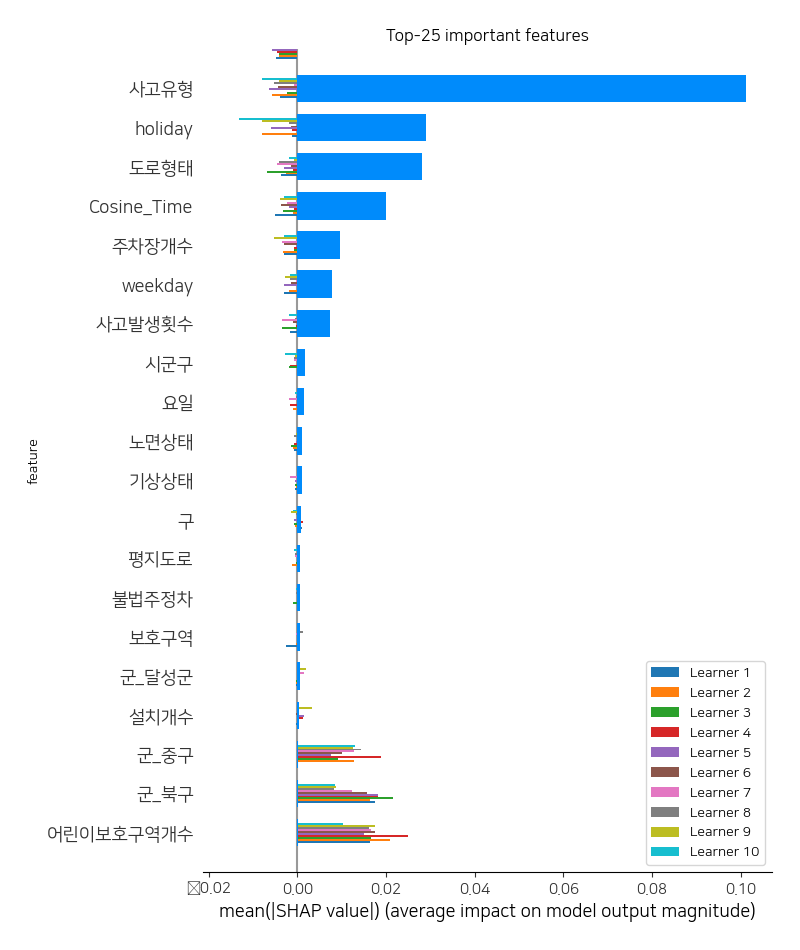 Top-25 important features
사고유형
holiday
도로형태
Cosine_Time
주차장개수
weekday
사고발생횟수
시군구
요일
노면상태
기상상태
구
평지도로
불법주정차
보호구역
군_달성군
설치개수
군_중구
군_북구
어린이보호구역개수
feature
Learner 1
Learner 2
Learner 3
Learner 4
Learner 5
Learner 6
Learner 7
Learner 8
Learner 9
Learner 10
☒0.02 0.00 0.02 0.04 0.06 0.08 0.10
mean(|SHAP value|) (average impact on model output magnitude)